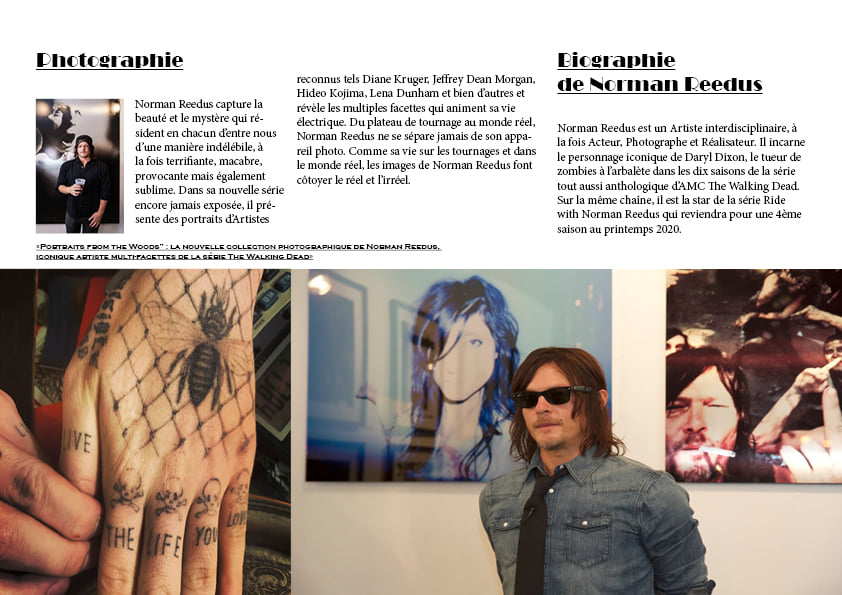 Photographie
Norman Reedus capture la
beauté et le mystère qui ré-
sident en chacun d'entre nous
d'une manière indélébile, à
la fois terrifiante, macabre,
provocante mais également
sublime. Dans sa nouvelle série
encore jamais exposée, il pré-
sente des portraits d'Artistes
reconnus tels Diane Kruger, Jeffrey Dean Morgan,
Hideo Kojima, Lena Dunham et bien d'autres et
révèle les multiples facettes qui animent sa vie
électrique. Du plateau de tournage au monde réel,
Norman Reedus ne se sépare jamais de son appa-
reil photo. Comme sa vie sur les tournages et dans
le monde réel, les images de Norman Reedus font
côtoyer le réel et l'irréel.
«Portraits from the Woods" : la nouvelle collection photographique de Norman Reedus,
iconique artiste multi-facettes de la série The Walking Dead»
Biographie
de Norman Reedus
Norman Reedus est un Artiste interdisciplinaire, à
la fois Acteur, Photographe et Réalisateur. Il incarne
le personnage iconique de Daryl Dixon, le tueur de
zombies à l'arbalète dans les dix saisons de la série
tout aussi anthologique d'AMC The Walking Dead.
Sur la même chaîne, il est la star de la série Ride
with Norman Reedus qui reviendra pour une 4ème
saison au printemps 2020.
LIVE
THE LIFE YOU LOVE